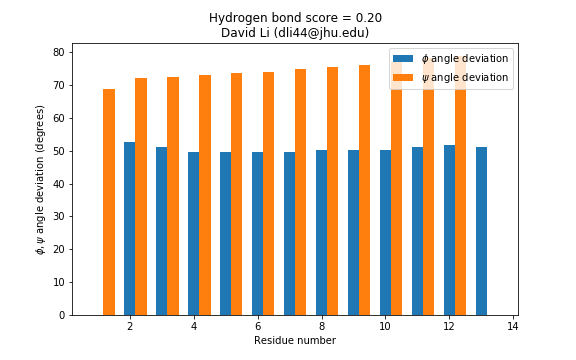 Hydrogen bond score = 0.20
David Li (dli44@jhu.edu)
ϕ angle deviation
ψ angle deviation
80
70
60
50
40
30
20
10
0
ϕ, ψ angle deviation (degrees)
2 4 6 8 10 12 14
Residue number